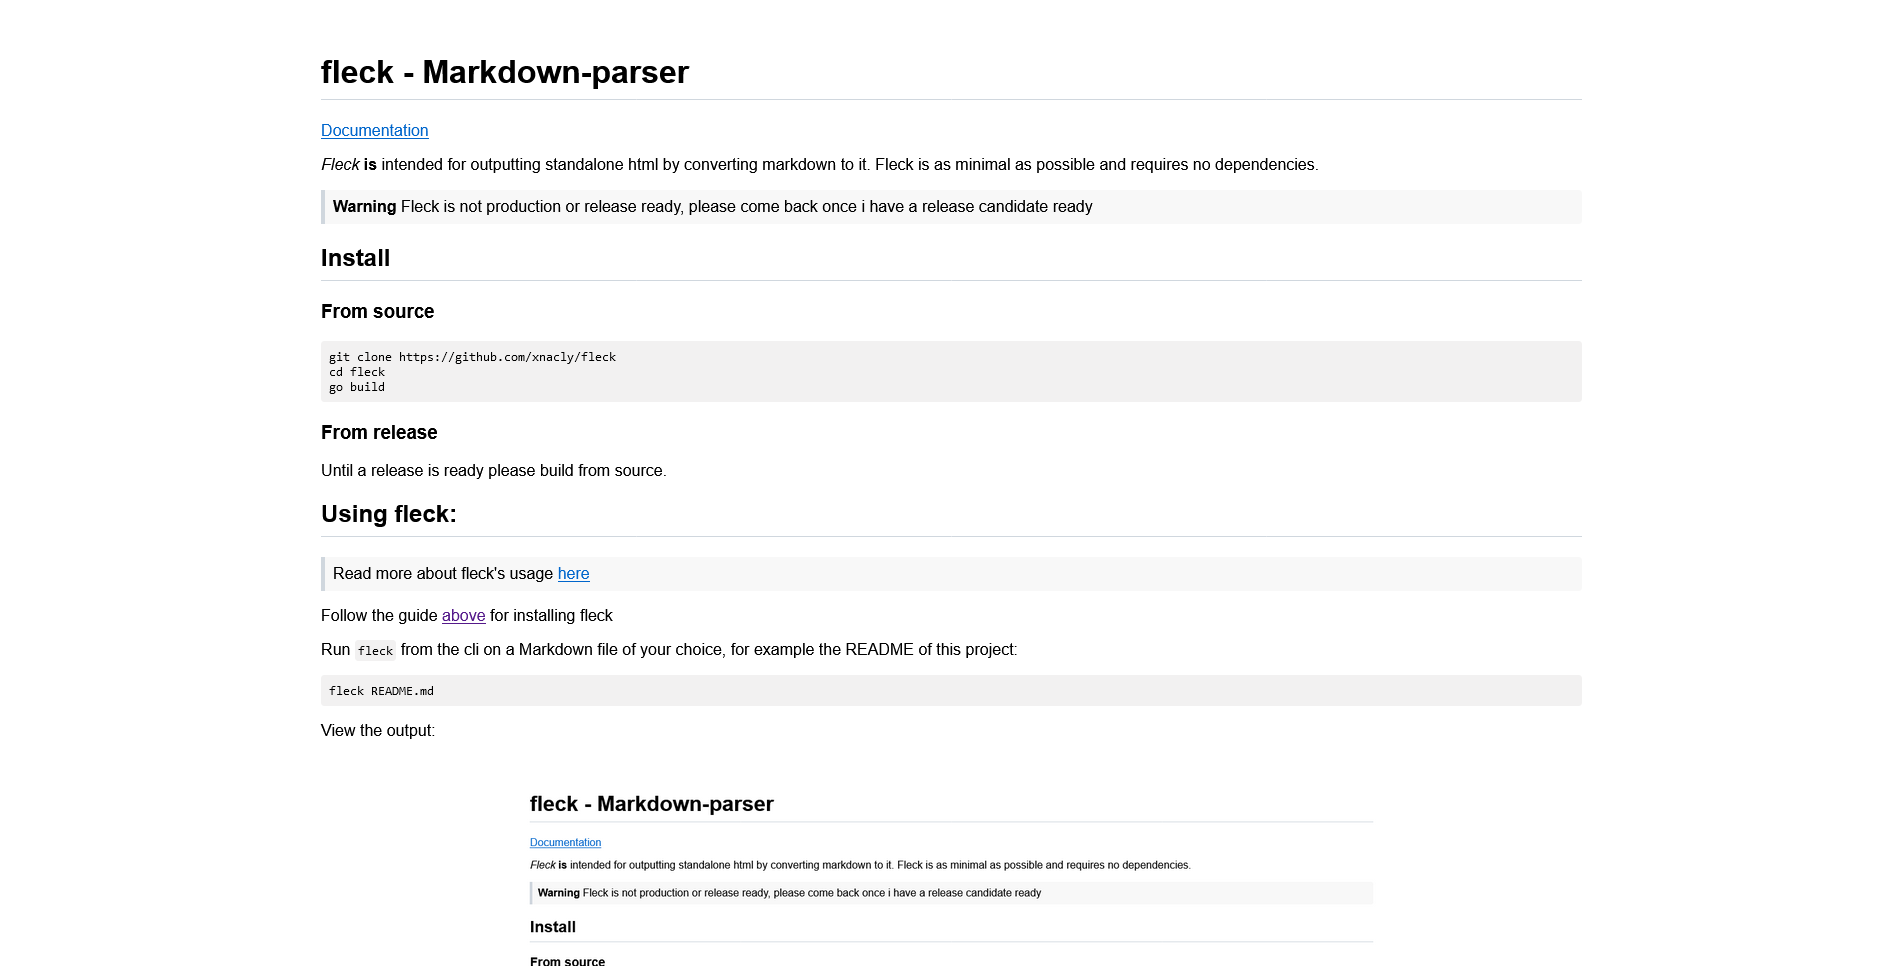 fleck - Markdown-parser
Documentation
Fleck is intended for outputting standalone html by converting markdown to it. Fleck is as minimal as possible and requires no dependencies.
Warning Fleck is not production or release ready, please come back once i have a release candidate ready
Install
From source
git clone https://github.com/xnacly/fleck
cd fleck
go build
From release
Until a release is ready please build from source.
Using fleck:
Read more about fleck's usage here
Follow the guide above for installing fleck
Run fleck from the cli on a Markdown file of your choice, for example the README of this project:
fleck README.md
View the output:
fleck - Markdown-parser
Documentation
Fleck is intended for outputting standalone html by converting markdown to it. Fleck is as minimal as possible and requires no dependencies.
Warning Fleck is not production or release ready, please come back once i have a release candidate ready
Install
From source